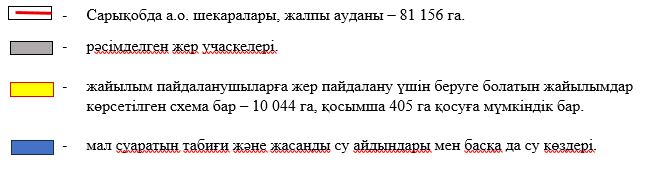 - Сарықобда а.о. шекаралары, жалпы ауданы – 81 156 га.
- рәсімделген жер учаскелері.
- жайылым пайдаланушыларға жер пайдалану үшін беруге болатын жайылымдар
көрсетілген схема бар – 10 044 га, қосымша 405 га қосуға мүмкіндік бар.
- мал суаратын табиғи және жасанды су айдындары мен басқа да су көздері.